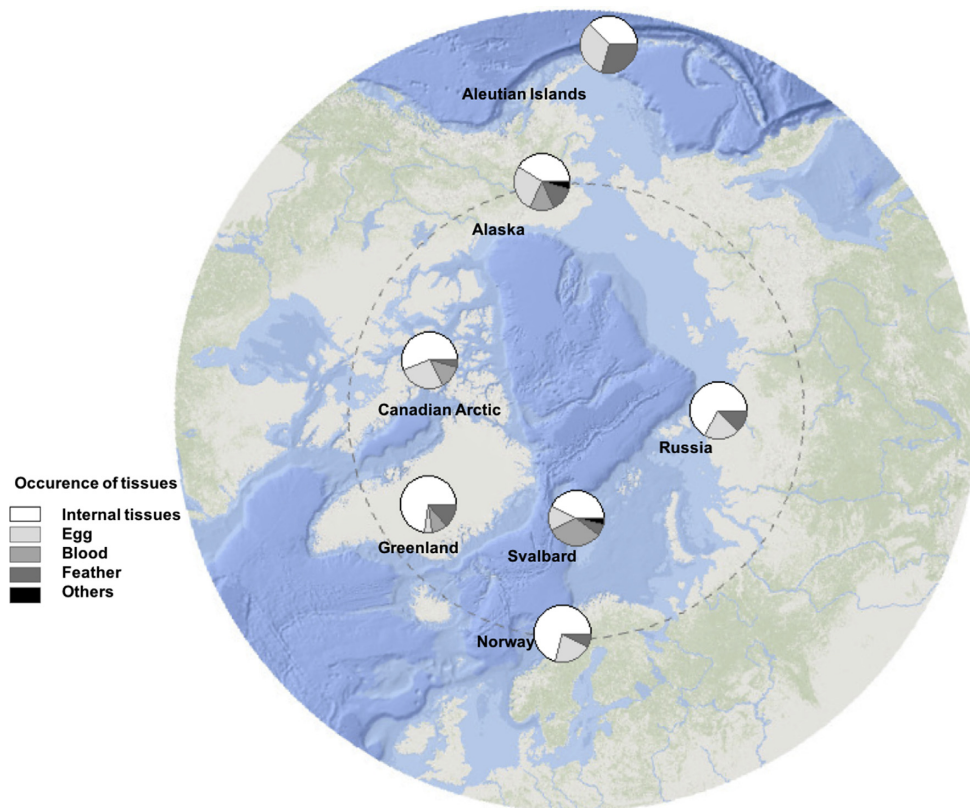 Aleutian Islands
Alaska
Canadian Arctic
Russia
Occurence of tissues
Internal tissues
Egg
Blood
Feather
Others
Greenland
Svalbard
Norway